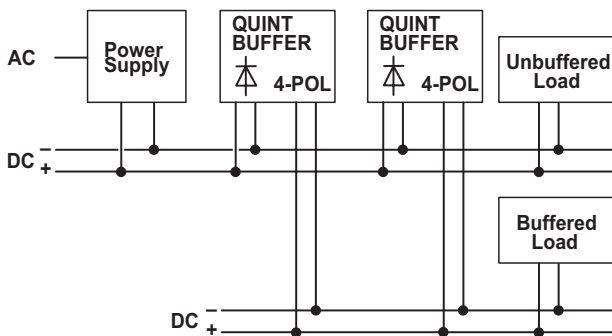 QUINT
BUFFER
4-POL
QUINT
BUFFER
4-POL
AC
Power
Supply
Unbuffered
Load
DC
−
+
Buffered
Load
DC
−
+